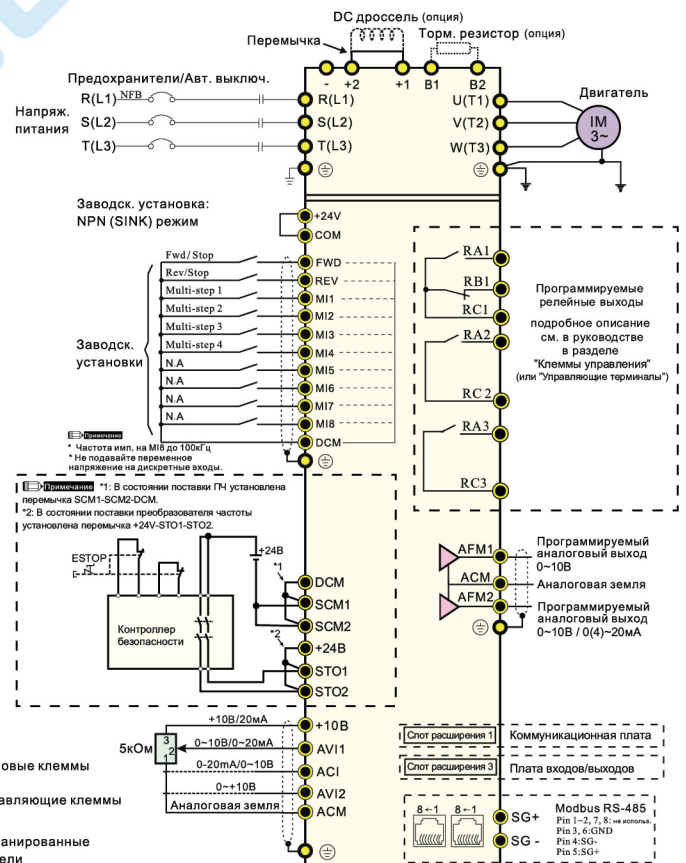 DC дроссель (опция)
Перемычка
Торм. резистор (опция)
- +2 +1 B1 B2
Предохранители/Авт. выключ.
Напряж. питания
R(L1) NFB
S(L2)
T(L3)
R(L1)
S(L2)
T(L3)
U(T1)
V(T2)
W(T3)
Двигатель
IM
3~
Заводск. установка:
NPN (SINK) режим
+24V
COM
Заводск.
установки
Fwd/Stop
Rev/Stop
Multi-step 1
Multi-step 2
Multi-step 3
Multi-step 4
N.A
N.A
N.A
N.A
FWD
REV
MI1
MI2
MI3
MI4
MI5
MI6
MI7
MI8
DCM
Примечание
* Частота имп. на MI8 до 100кГц
* Не подавайте переменное
напряжение на дискретные входы.
RA1
RB1
RC1
RA2
RC2
RA3
RC3
Программируемые
релейные выходы
подробное описание
см. в руководстве
в разделе
"Клеммы управления"
(или "Управляющие терминалы")
Примечание *1: В состоянии поставки ПЧ установлена
перемычка SCM1-SCM2-DCM.
*2: В состоянии поставки преобразователя частоты
установлена перемычка +24V-STO1-STO2.
ESTOP
Контроллер
безопасности
+24В
*1
*2
DCM
SCM1
SCM2
+24В
STO1
STO2
AFM1
ACM
AFM2
Программируемый
аналоговый выход
0~10В
Аналоговая земля
Программируемый
аналоговый выход
0~10В / 0(4)~20мА
5кОм
3
2
1
+10В/20мА
0~10В/0~20мА
0-20mA/0~10В
0~+10В
Аналоговая земля
+10В
AVI1
ACI
AVI2
ACM
Слот расширения 1 Коммуникационная плата
Слот расширения 3 Плата входов/выходов
8←1 8←1
SG+
SG -
Modbus RS-485
Pin 1~2, 7, 8: не использ.
Pin 3, 6:GND
Pin 4:SG-
Pin 5:SG+
овые клеммы
авляющие клеммы
анированные
ели